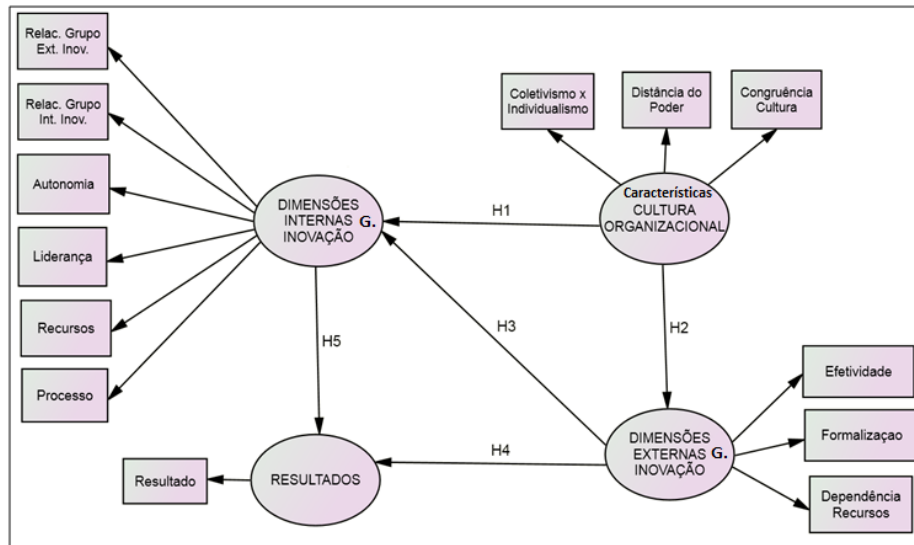 Relac. Grupo
Ext. Inov.
Relac. Grupo
Int. Inov.
Autonomia
Liderança
Recursos
Processo
Coletivismo x
Individualismo
Distância do
Poder
Congruência
Cultura
DIMENSÕES
INTERNAS G.
INOVAÇÃO
Características
CULTURA
ORGANIZACIONAL
H1
H2
H3
H5
H4
DIMENSÕES
EXTERNAS G.
INOVAÇÃO
RESULTADOS
Resultado
Efetividade
Formalizaçao
Dependência
Recursos